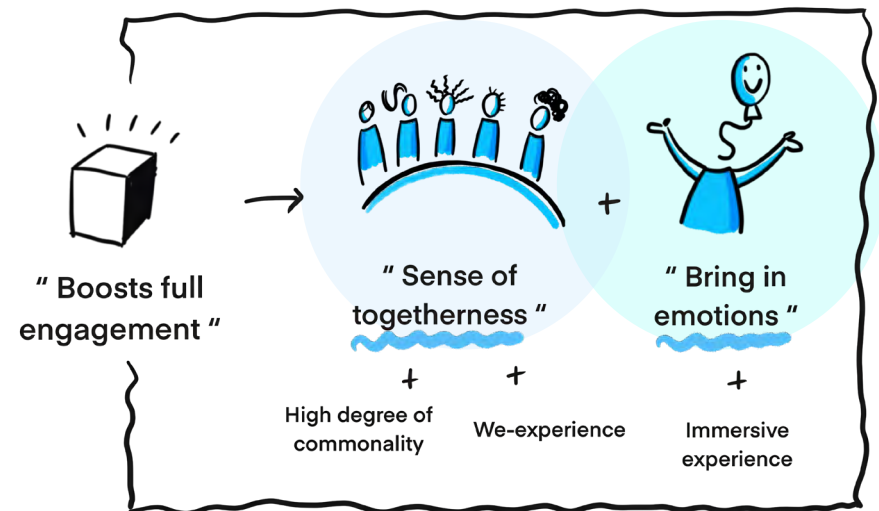 " Boosts full
engagement "
" Sense of
togetherness "
" Bring in
emotions "
+
+
+
+
High degree of
commonality
We-experience
Immersive
experience